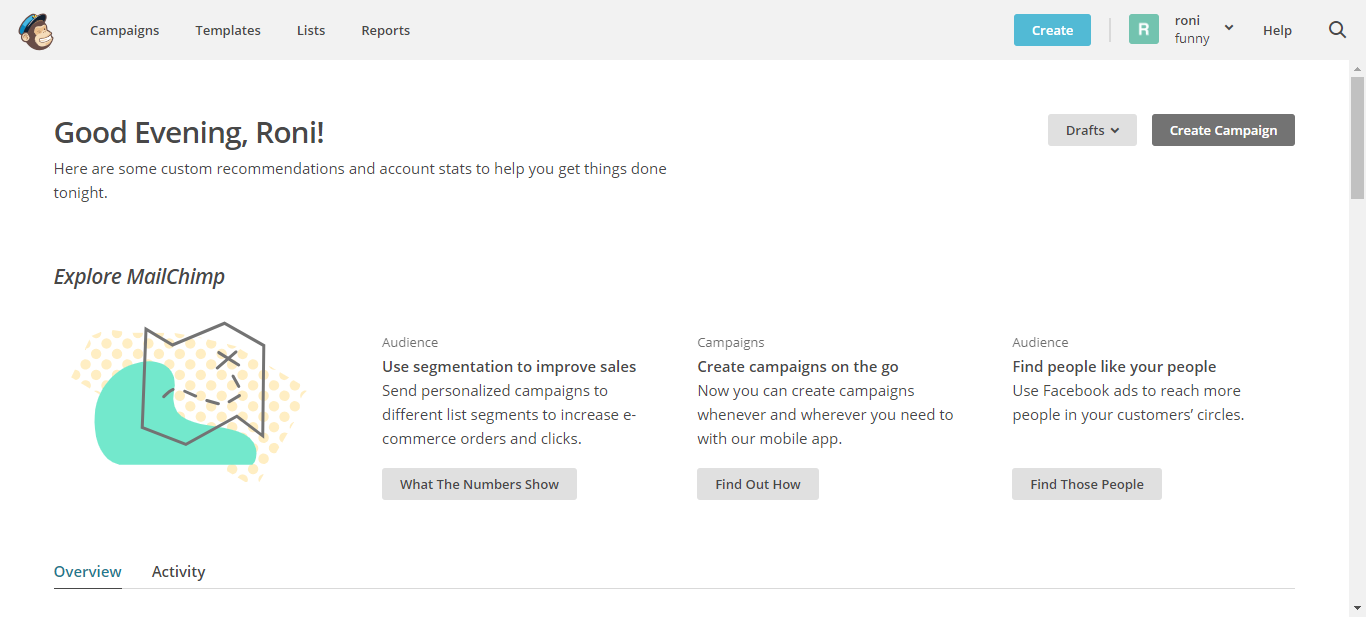 Campaigns Templates Lists Reports Create R roni Help
funny
Good Evening, Roni!
Drafts Create Campaign
Here are some custom recommendations and account stats to help you get things done
tonight.
Explore MailChimp
Audience
Use segmentation to improve sales
Send personalized campaigns to
different list segments to increase e-
commerce orders and clicks.
What The Numbers Show
Campaigns
Create campaigns on the go
Now you can create campaigns
whenever and wherever you need to
with our mobile app.
Find Out How
Audience
Find people like your people
Use Facebook ads to reach more
people in your customers’ circles.
Find Those People
Overview Activity